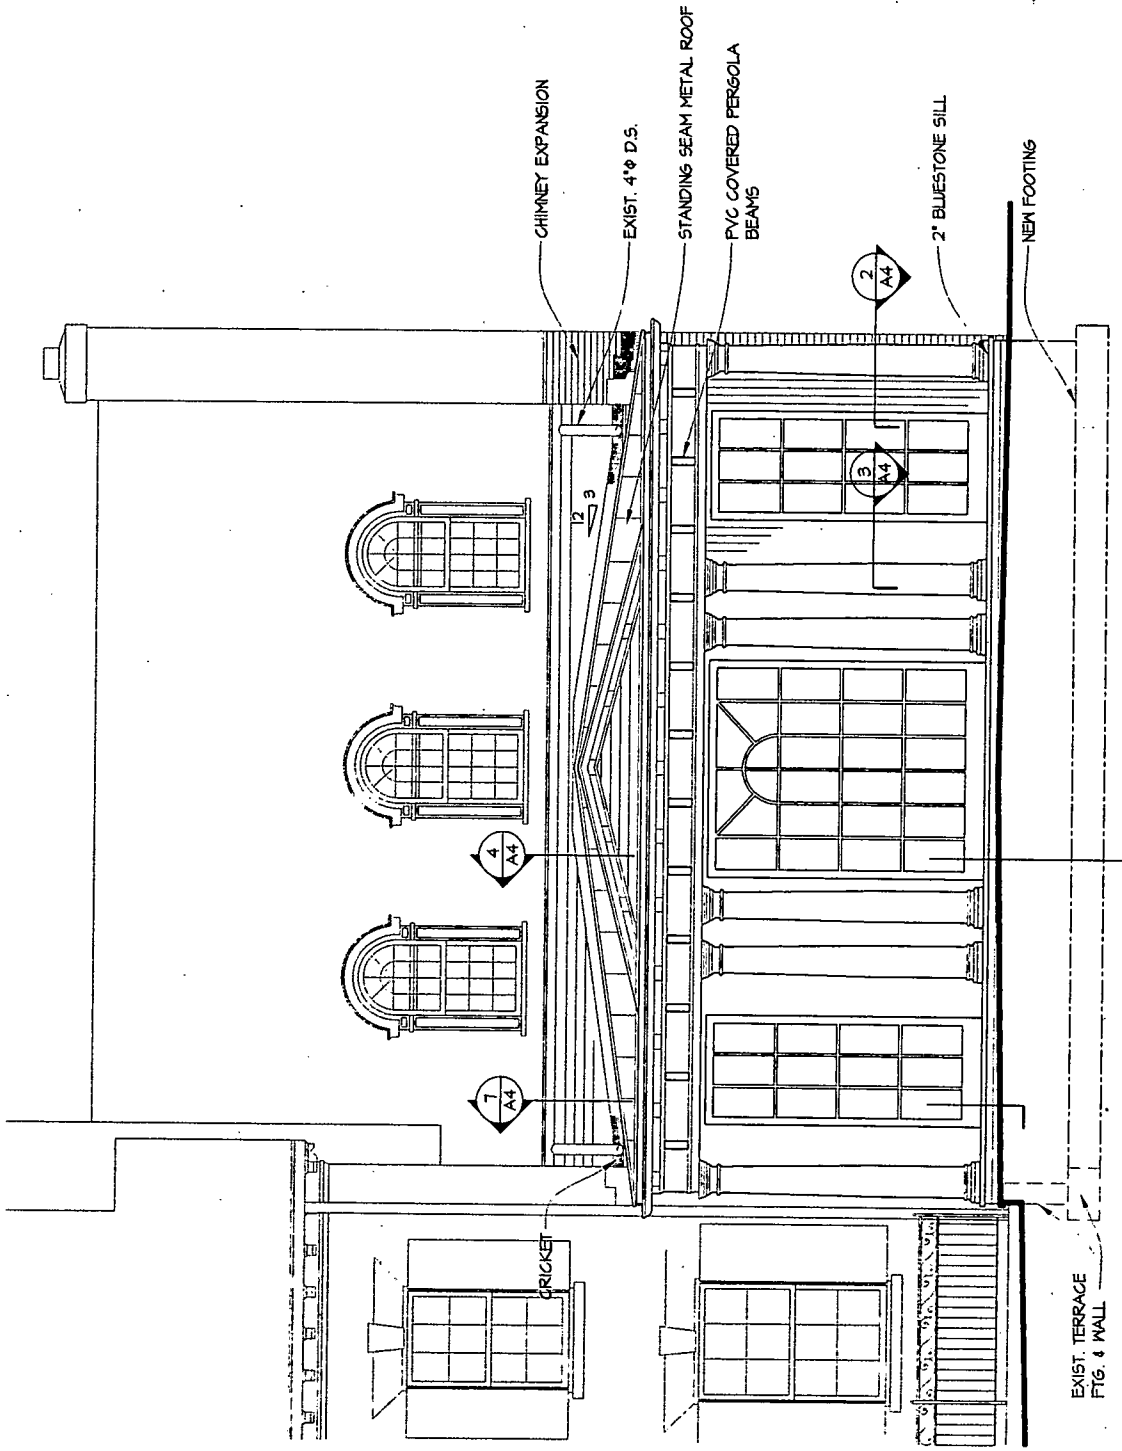 CHIMNEY EXPANSION
EXIST. 4"Φ D.S.
STANDING SEAM METAL ROOF
PVC COVERED PERGOLA
BEAMS
2
A4
2" BLUESTONE SILL
NEW FOOTING
3
A4
12
3
4
A4
7
A4
CRICKET
EXIST. TERRACE
FTG. & WALL